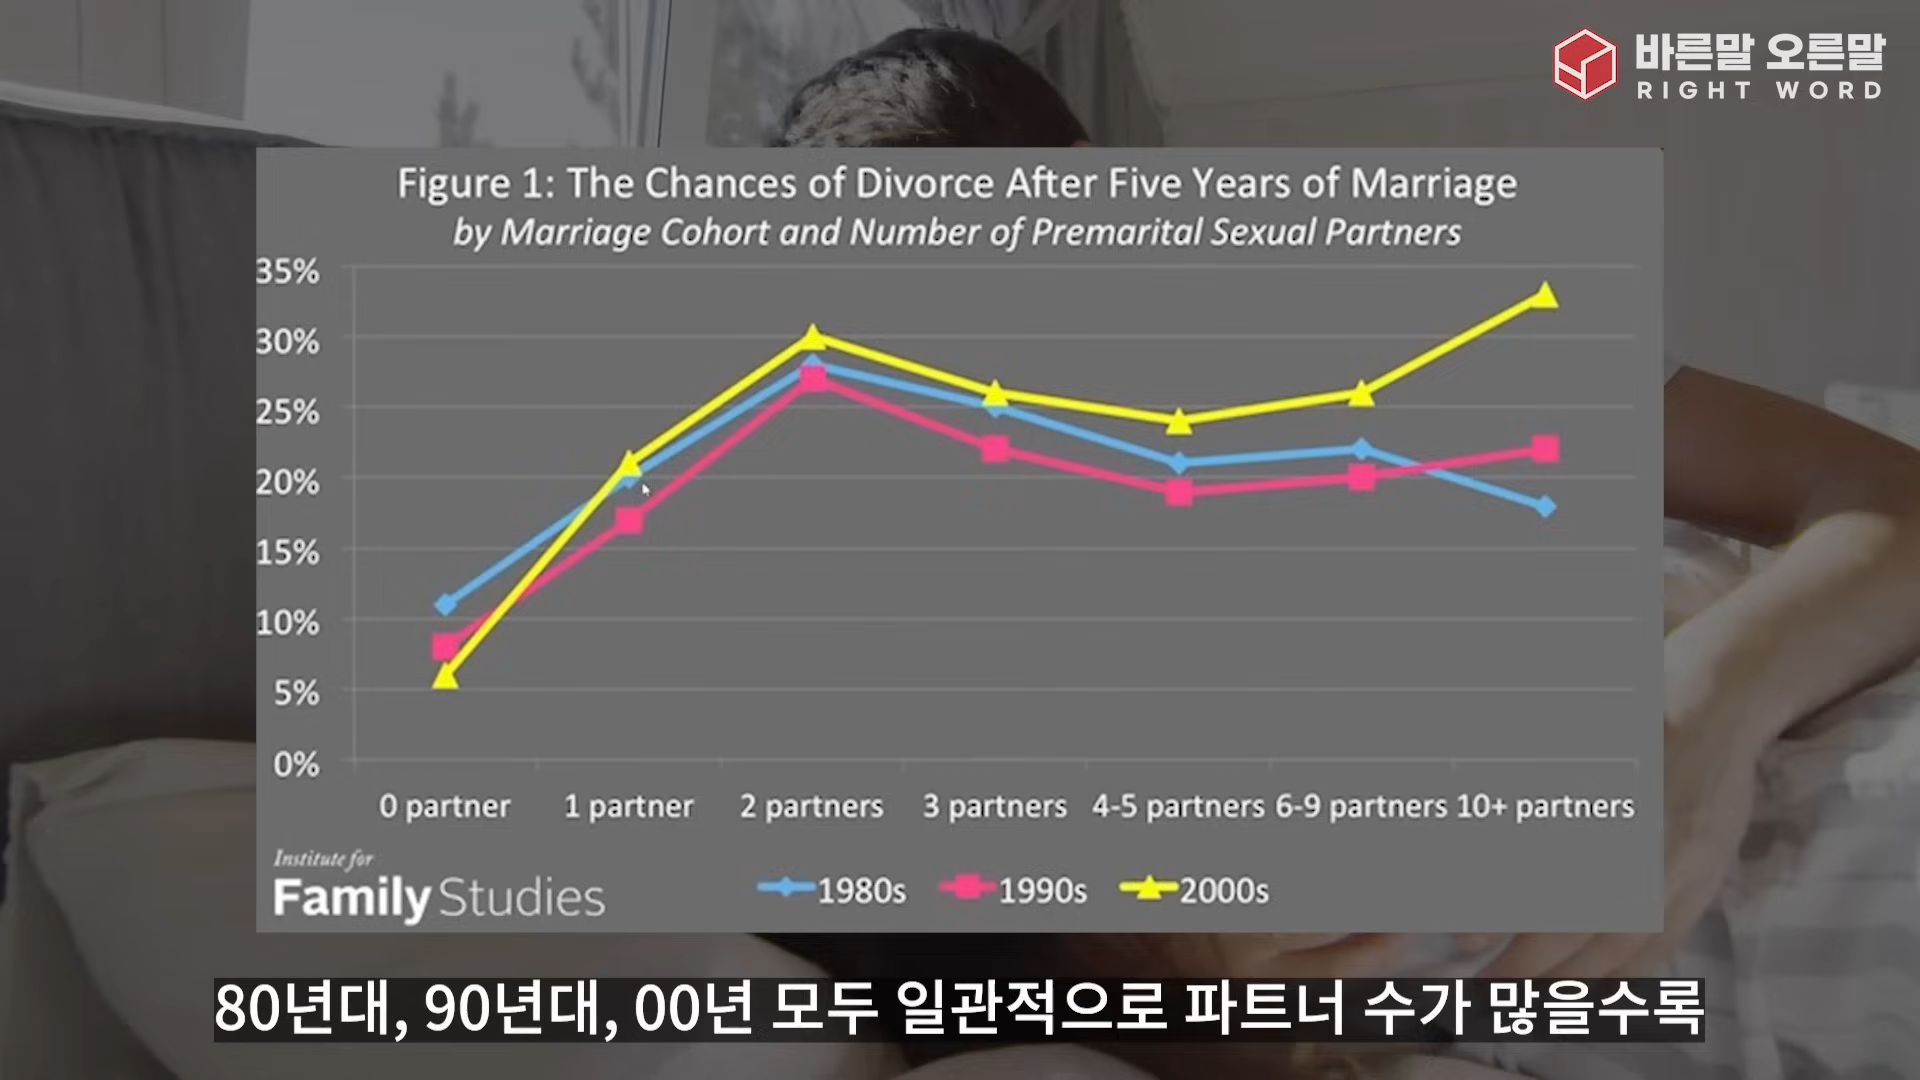 바른말 오른말
RIGHT WORD
Figure 1: The Chances of Divorce After Five Years of Marriage
by Marriage Cohort and Number of Premarital Sexual Partners
35%
30%
25%
20%
15%
10%
5%
0%
0 partner 1 partner 2 partners 3 partners 4-5 partners 6-9 partners 10+ partners
Institute for
Family Studies
1980s 1990s 2000s
80년대, 90년대, 00년 모두 일관적으로 파트너 수가 많을수록